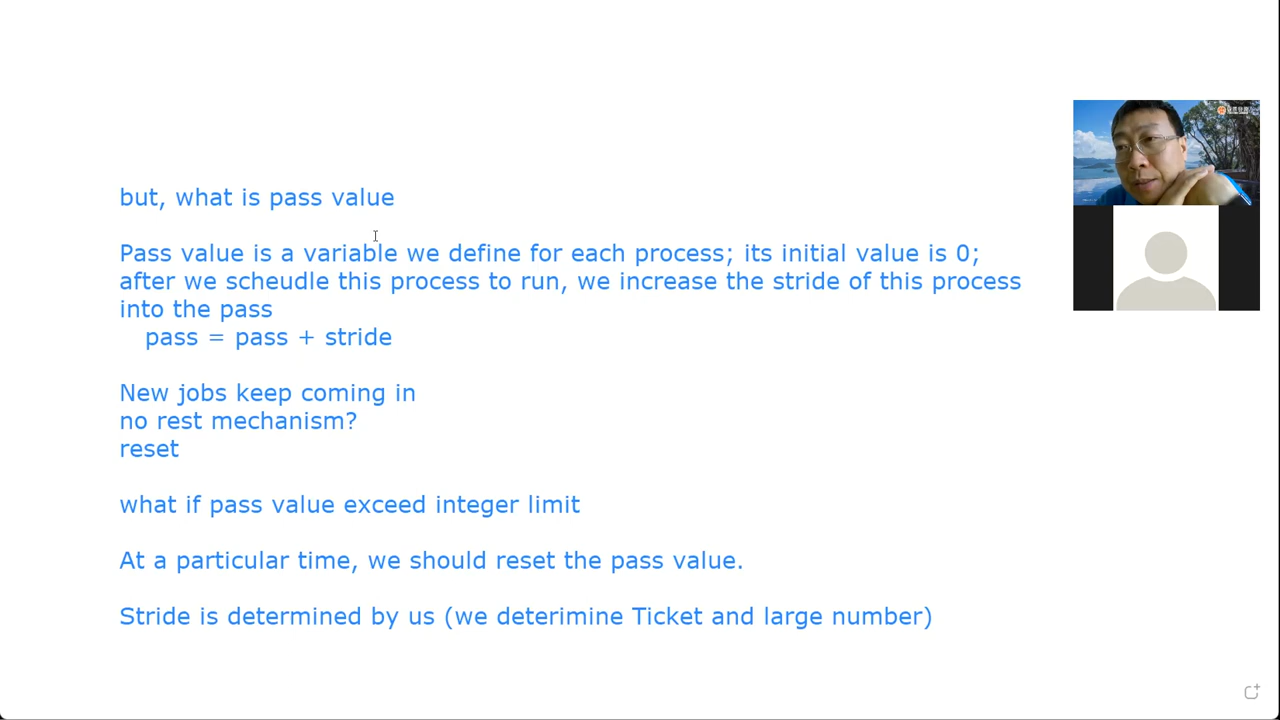 but, what is pass value
Pass value is a variable we define for each process; its initial value is 0;
after we scheudle this process to run, we increase the stride of this process
into the pass
pass = pass + stride
New jobs keep coming in
no rest mechanism?
reset
what if pass value exceed integer limit
At a particular time, we should reset the pass value.
Stride is determined by us (we deterimine Ticket and large number)